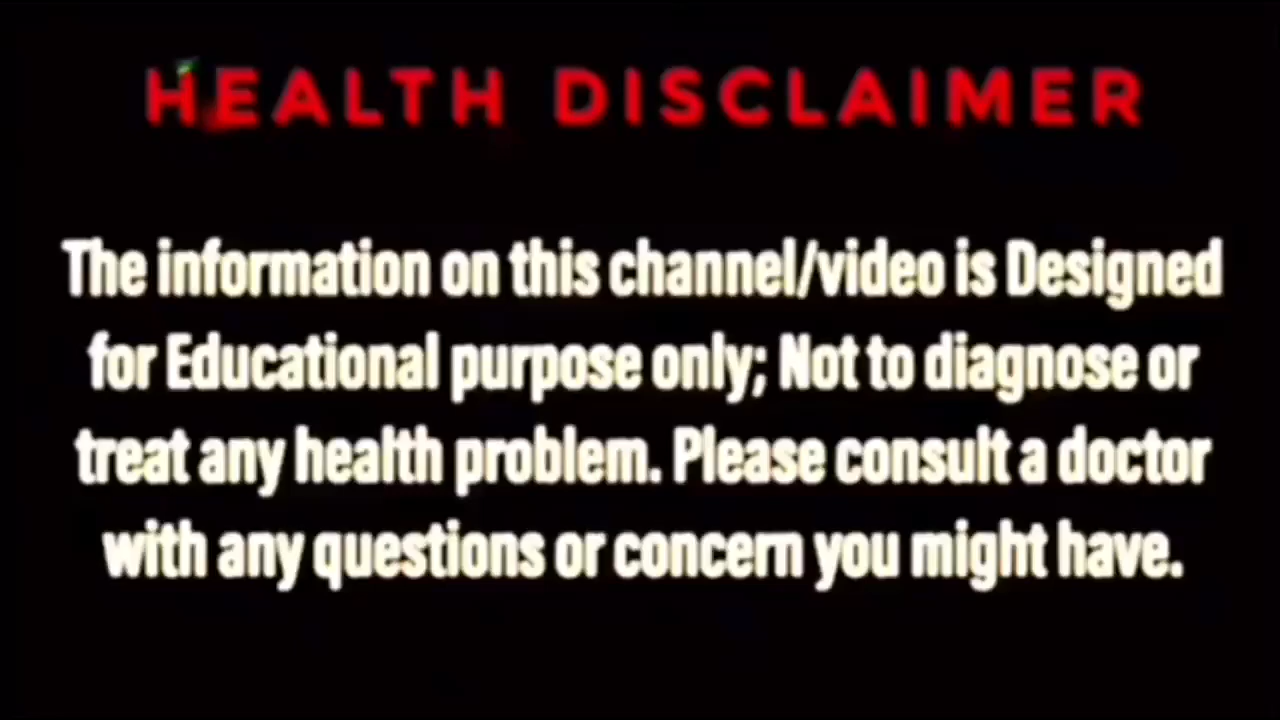 HEALTH DISCLAIMER
The information on this channel/video is Designed
for Educational purpose only; Not to diagnose or
treat any health problem. Please consult a doctor
with any questions or concern you might have.